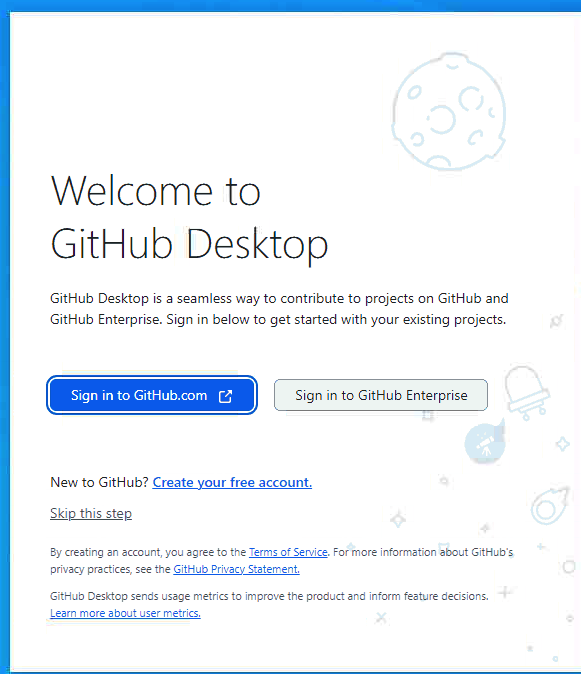 Welcome to
GitHub Desktop
GitHub Desktop is a seamless way to contribute to projects on GitHub and
GitHub Enterprise. Sign in below to get started with your existing projects.
Sign in to GitHub.com
Sign in to GitHub Enterprise
New to GitHub? Create your free account.
Skip this step
By creating an account, you agree to the Terms of Service. For more information about GitHub's
privacy practices, see the GitHub Privacy Statement.
GitHub Desktop sends usage metrics to improve the product and inform feature decisions.
Learn more about user metrics.